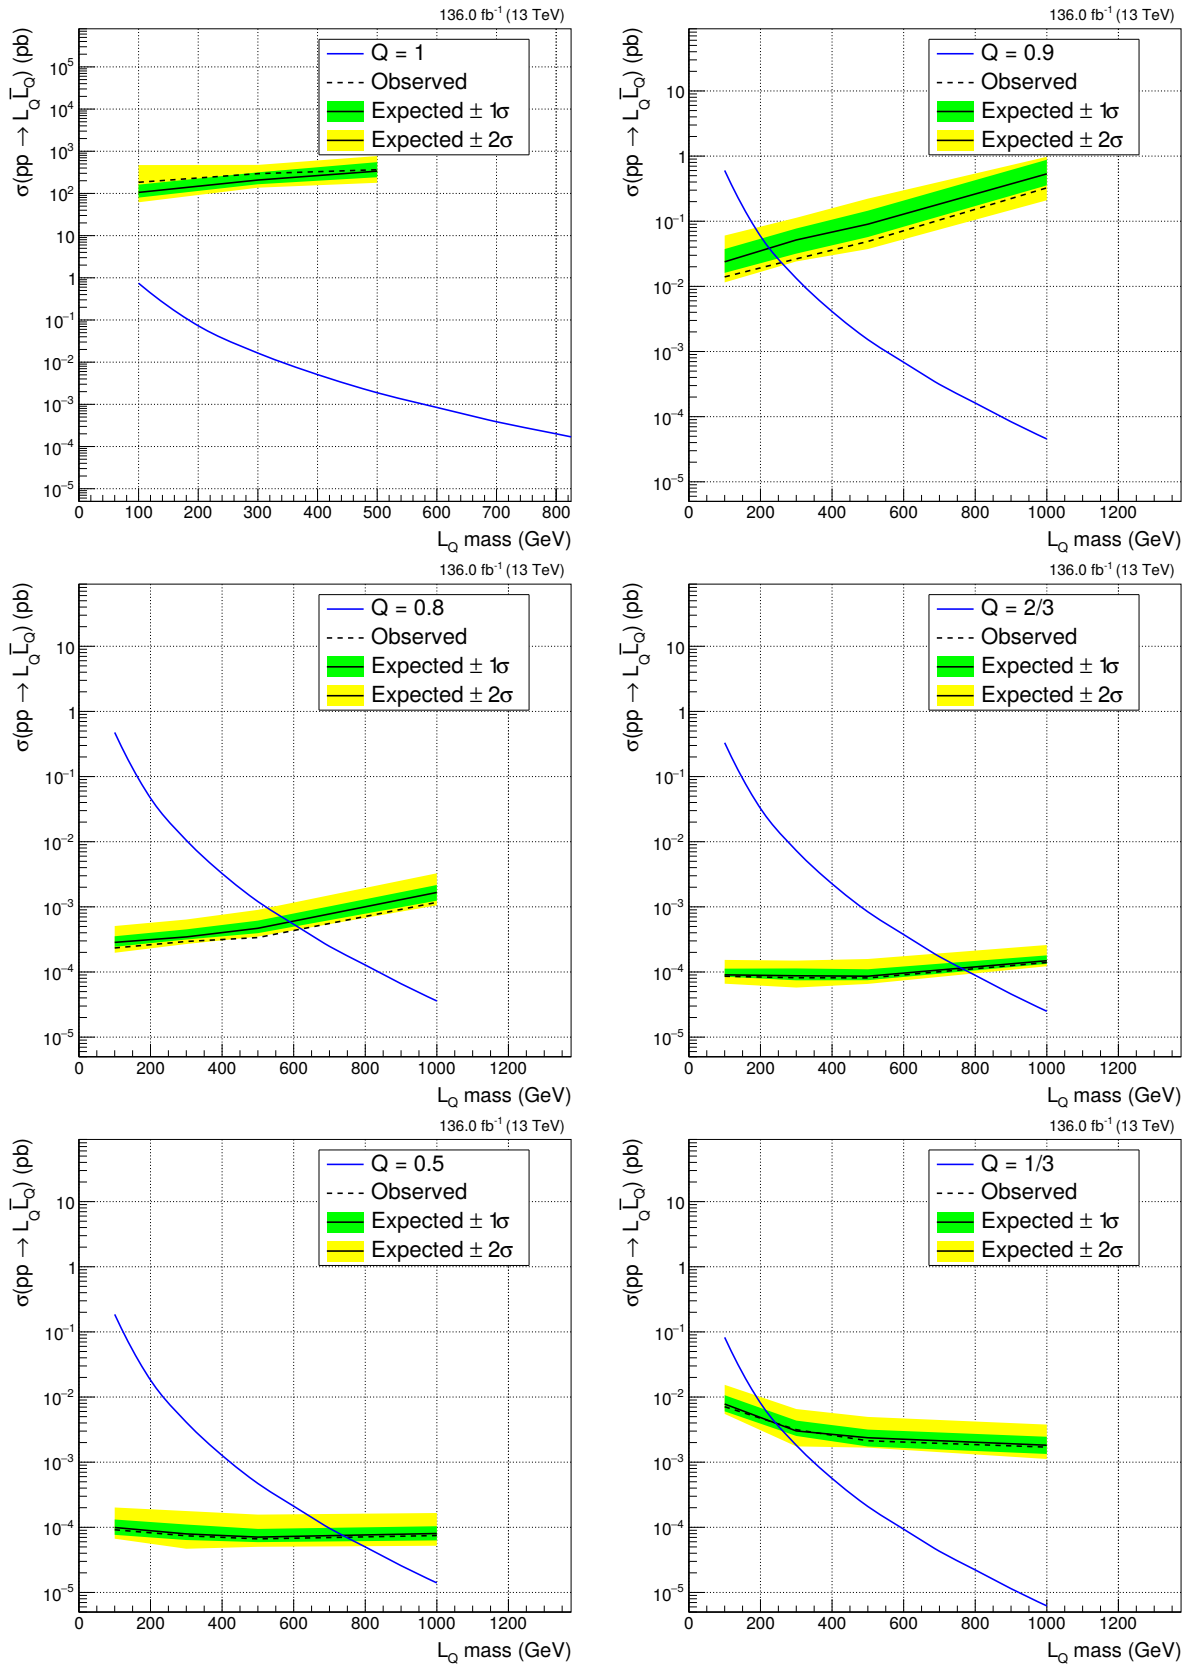 136.0 fb⁻¹ (13 TeV)
σ(pp → L_Q L̅_Q) (pb)
Q = 1
Observed
Expected ± 1σ
Expected ± 2σ
10⁵
10⁴
10³
10²
10
1
10⁻¹
10⁻²
10⁻³
10⁻⁴
10⁻⁵
0 100 200 300 400 500 600 700 800
L_Q mass (GeV)
136.0 fb⁻¹ (13 TeV)
σ(pp → L_Q L̅_Q) (pb)
Q = 0.9
Observed
Expected ± 1σ
Expected ± 2σ
10
1
10⁻¹
10⁻²
10⁻³
10⁻⁴
10⁻⁵
0 200 400 600 800 1000 1200
L_Q mass (GeV)
136.0 fb⁻¹ (13 TeV)
σ(pp → L_Q L̅_Q) (pb)
Q = 0.8
Observed
Expected ± 1σ
Expected ± 2σ
10
1
10⁻¹
10⁻²
10⁻³
10⁻⁴
10⁻⁵
0 200 400 600 800 1000 1200
L_Q mass (GeV)
136.0 fb⁻¹ (13 TeV)
σ(pp → L_Q L̅_Q) (pb)
Q = 2/3
Observed
Expected ± 1σ
Expected ± 2σ
10
1
10⁻¹
10⁻²
10⁻³
10⁻⁴
10⁻⁵
0 200 400 600 800 1000 1200
L_Q mass (GeV)
136.0 fb⁻¹ (13 TeV)
σ(pp → L_Q L̅_Q) (pb)
Q = 0.5
Observed
Expected ± 1σ
Expected ± 2σ
10
1
10⁻¹
10⁻²
10⁻³
10⁻⁴
10⁻⁵
0 200 400 600 800 1000 1200
L_Q mass (GeV)
136.0 fb⁻¹ (13 TeV)
σ(pp → L_Q L̅_Q) (pb)
Q = 1/3
Observed
Expected ± 1σ
Expected ± 2σ
10
1
10⁻¹
10⁻²
10⁻³
10⁻⁴
10⁻⁵
0 200 400 600 800 1000 1200
L_Q mass (GeV)